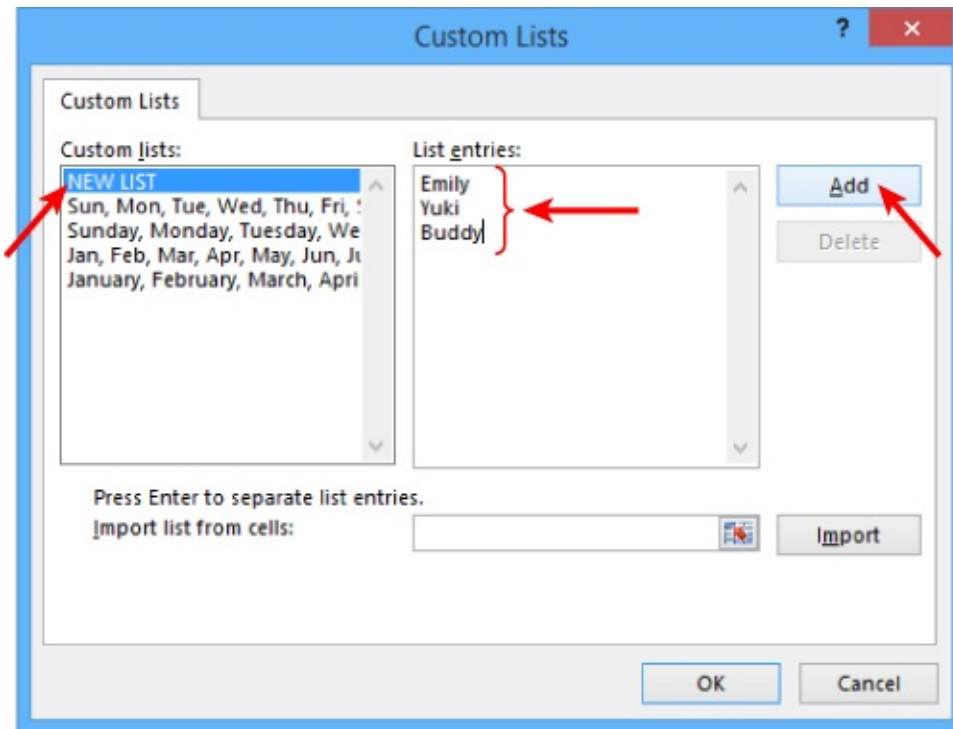 Custom Lists
?
Custom Lists
Custom lists:
NEW LIST
Sun, Mon, Tue, Wed, Thu, Fri,
Sunday, Monday, Tuesday, We
Jan, Feb, Mar, Apr, May, Jun,
January, February, March, Apri
List entries:
Emily
Yuki
Buddy
Add
Delete
Press Enter to separate list entries.
Import list from cells:
Import
OK
Cancel